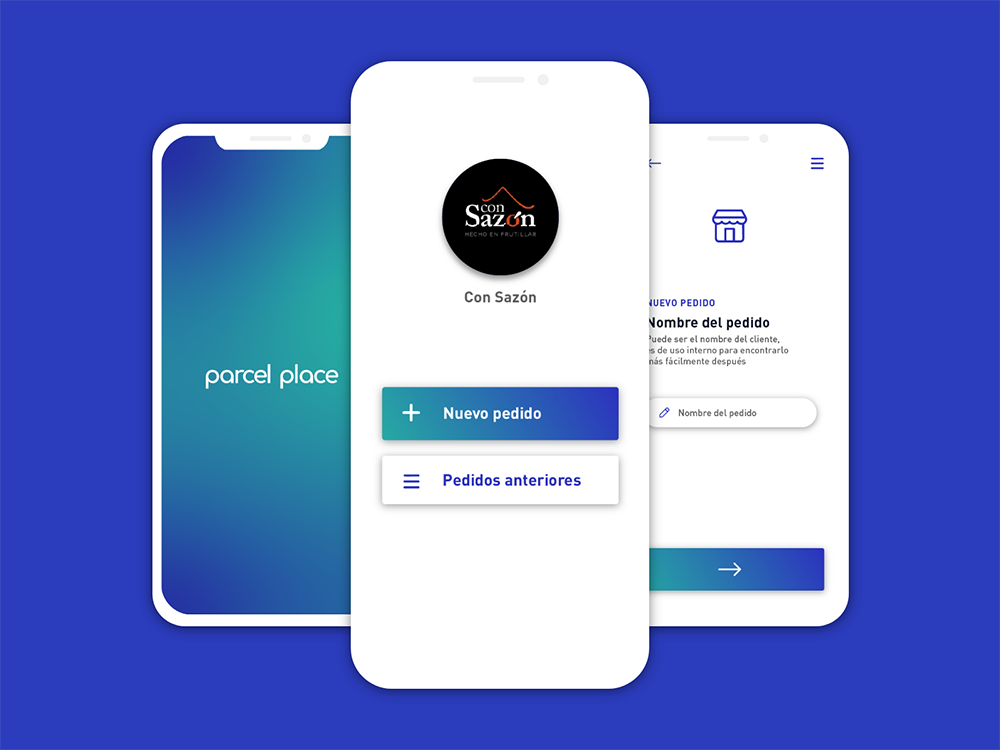 parcel place
con
Sazón
HECHO EN FRUTILLAR
Con Sazón
Nuevo pedido
Pedidos anteriores
NUEVO PEDIDO
Nombre del pedido
Puede ser el nombre del cliente,
es de uso interno para encontrarlo
más fácilmente después
Nombre del pedido